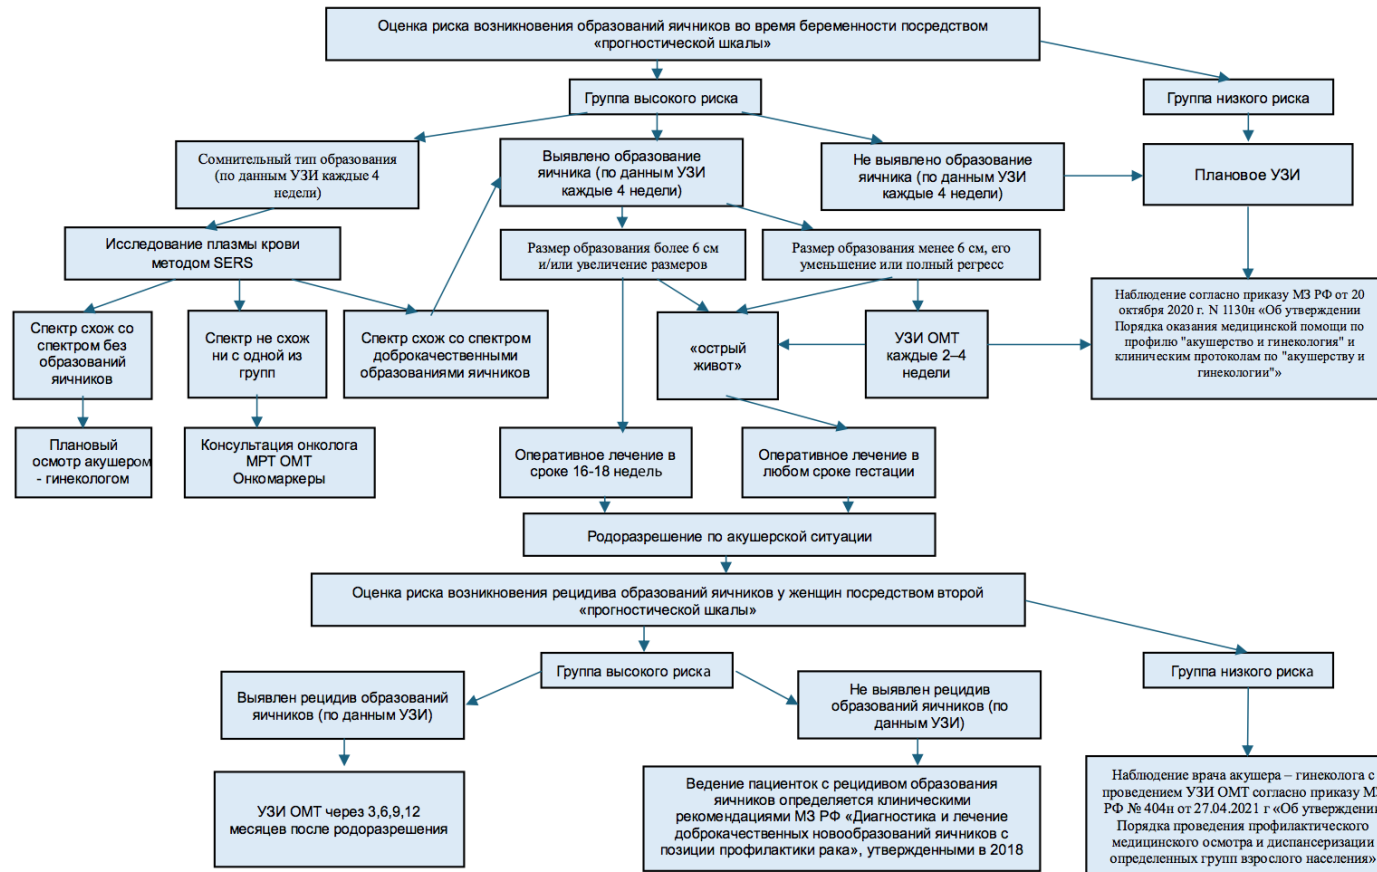 Оценка риска возникновения образований яичников во время беременности посредством
«прогностической шкалы»
Группа высокого риска
Группа низкого риска
Сомнительный тип образования
(по данным УЗИ каждые 4
недели)
Выявлено образование
яичника (по данным УЗИ
каждые 4 недели)
Не выявлено образование
яичника (по данным УЗИ
каждые 4 недели)
Плановое УЗИ
Исследование плазмы крови
методом SERS
Размер образования более 6 см
и/или увеличение размеров
Размер образования менее 6 см, его
уменьшение или полный регресс
Спектр схож со
спектром без
образований
яичников
Спектр не схож
ни с одной из
групп
Спектр схож со спектром
доброкачественными
образованиями яичников
«острый
живот»
УЗИ ОМТ
каждые 2–4
недели
Наблюдение согласно приказу МЗ РФ от 20
октября 2020 г. N 1130н «Об утверждении
Порядка оказания медицинской помощи по
профилю "акушерство и гинекология" и
клиническим протоколам по "акушерству и
гинекологии"»
Плановый
осмотр акушером
- гинекологом
Консультация онколога
МРТ ОМТ
Онкомаркеры
Оперативное лечение в
сроке 16-18 недель
Оперативное лечение в
любом сроке гестации
Родоразрешение по акушерской ситуации
Оценка риска возникновения рецидива образований яичников у женщин посредством второй
«прогностической шкалы»
Группа высокого риска
Группа низкого риска
Выявлен рецидив образований
яичников (по данным УЗИ)
Не выявлен рецидив
образований яичников (по
данным УЗИ)
УЗИ ОМТ через 3,6,9,12
месяцев после родоразрешения
Ведение пациенток с рецидивом образования
яичников определяется клиническими
рекомендациями МЗ РФ «Диагностика и лечение
доброкачественных новообразований яичников с
позиции профилактики рака», утвержденными в 2018
Наблюдение врача акушера – гинеколога с
проведением УЗИ ОМТ согласно приказу МЗ
РФ № 404н от 27.04.2021 г «Об утверждении
Порядка проведения профилактического
медицинского осмотра и диспансеризации
определенных групп взрослого населения»